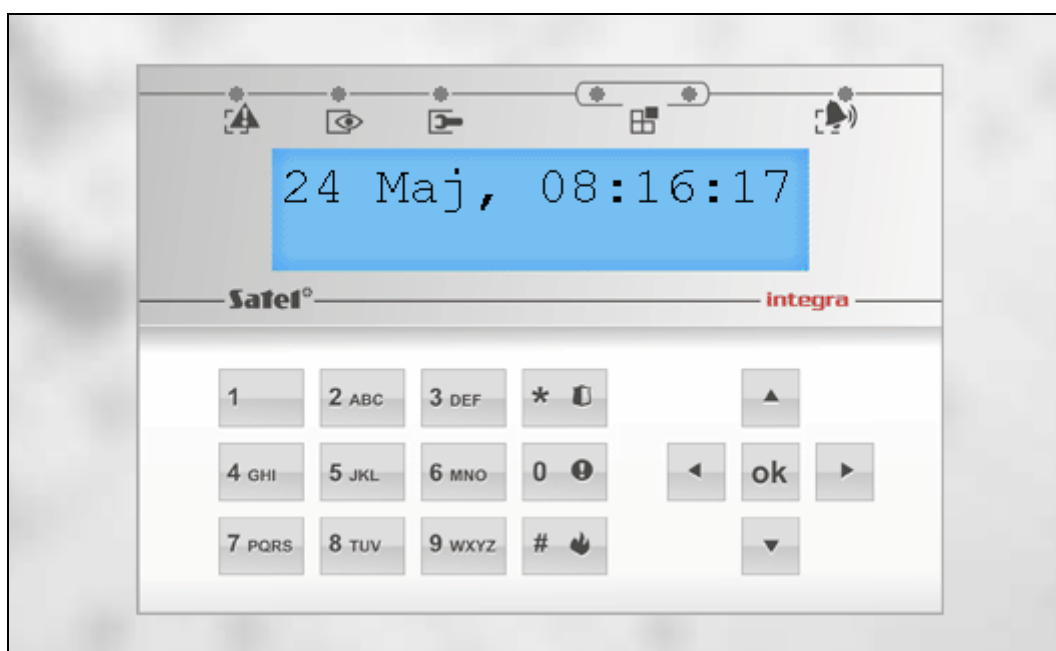 24 Maj, 08:16:17
Satel
integra
1 2 ABC 3 DEF *
4 GHI 5 JKL 6 MNO 0 ok
7 PQRS 8 TUV 9 WXYZ #